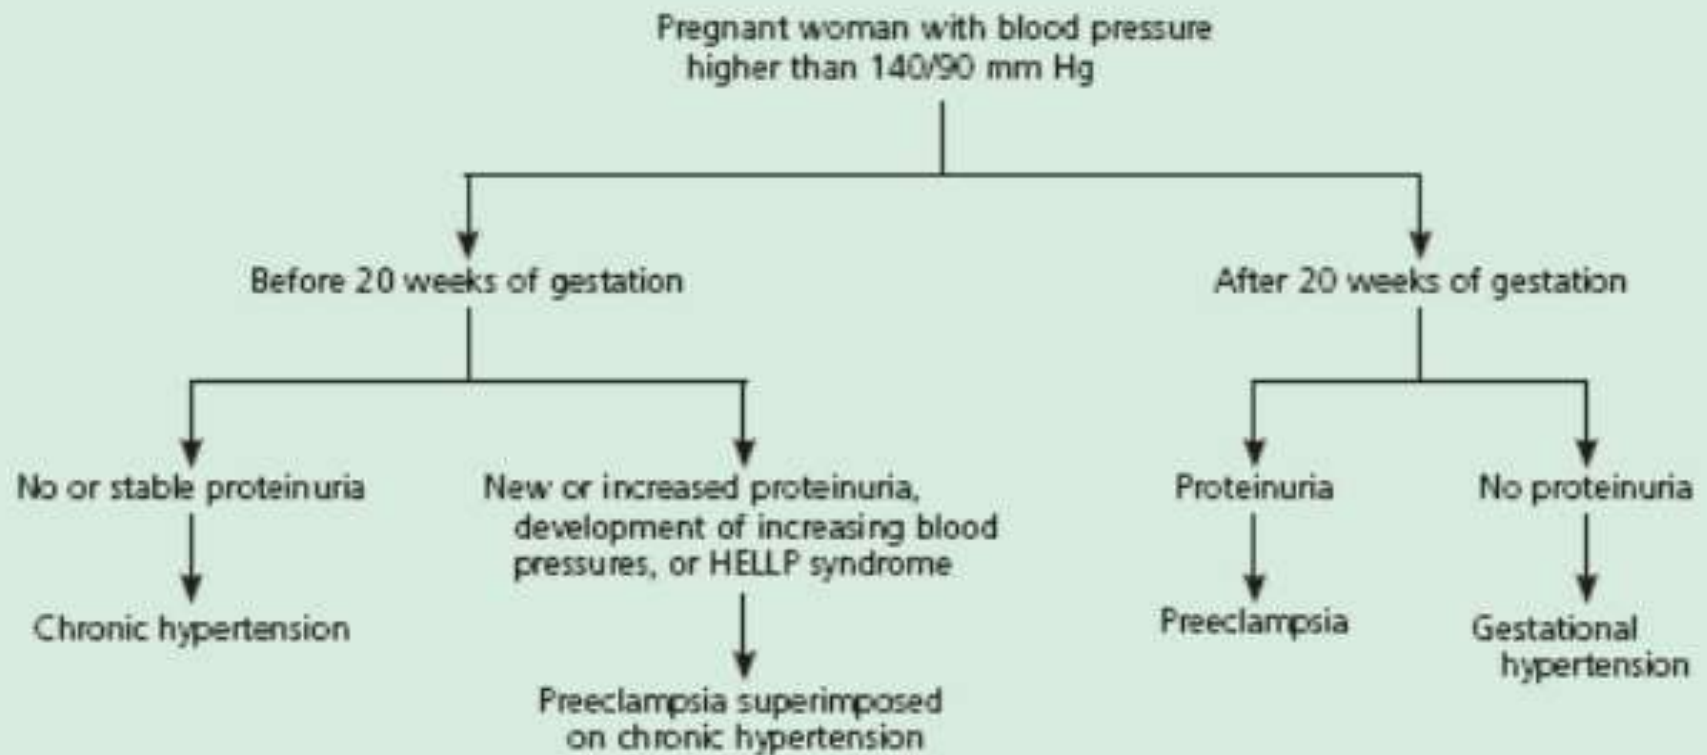 Pregnant woman with blood pressure
higher than 140/90 mm Hg
Before 20 weeks of gestation
After 20 weeks of gestation
No or stable proteinuria
New or increased proteinuria,
development of increasing blood
pressures, or HELLP syndrome
Proteinuria
No proteinuria
Chronic hypertension
Preeclampsia superimposed
on chronic hypertension
Preeclampsia
Gestational
hypertension